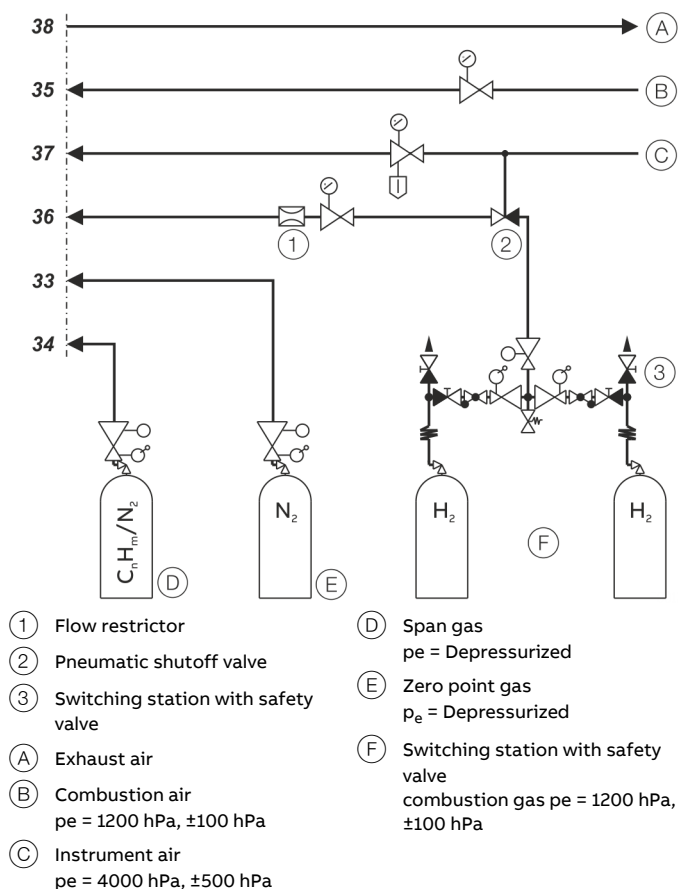 38 A
35 B
37 C
36
1 2
33
34
3
CnHm/N2
N2
H2
H2
D
E
F
1 Flow restrictor
2 Pneumatic shutoff valve
3 Switching station with safety
valve
A Exhaust air
B Combustion air
pe = 1200 hPa, ±100 hPa
C Instrument air
pe = 4000 hPa, ±500 hPa
D Span gas
pe = Depressurized
E Zero point gas
pe = Depressurized
F Switching station with safety
valve
combustion gas pe = 1200 hPa,
±100 hPa